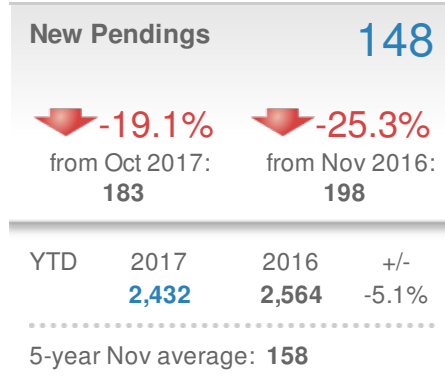 New Pendings 148
-19.1% -25.3%
from Oct 2017: from Nov 2016:
183 198
YTD 2017 2016 +/-
2,432 2,564 -5.1%
5-year Nov average: 158